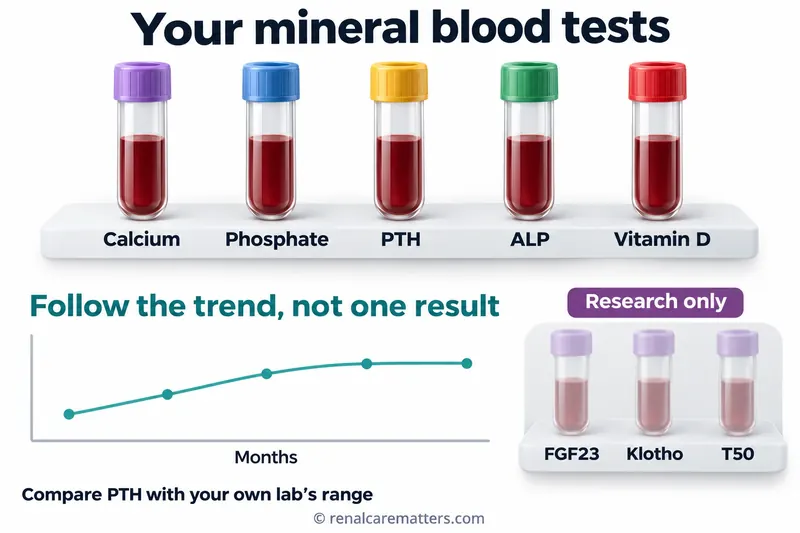 Your mineral blood tests
Calcium
Phosphate
PTH
ALP
Vitamin D
Follow the trend, not one result
Months
Compare PTH with your own lab's range
Research only
FGF23
Klotho
T50
© renalcarematters.com